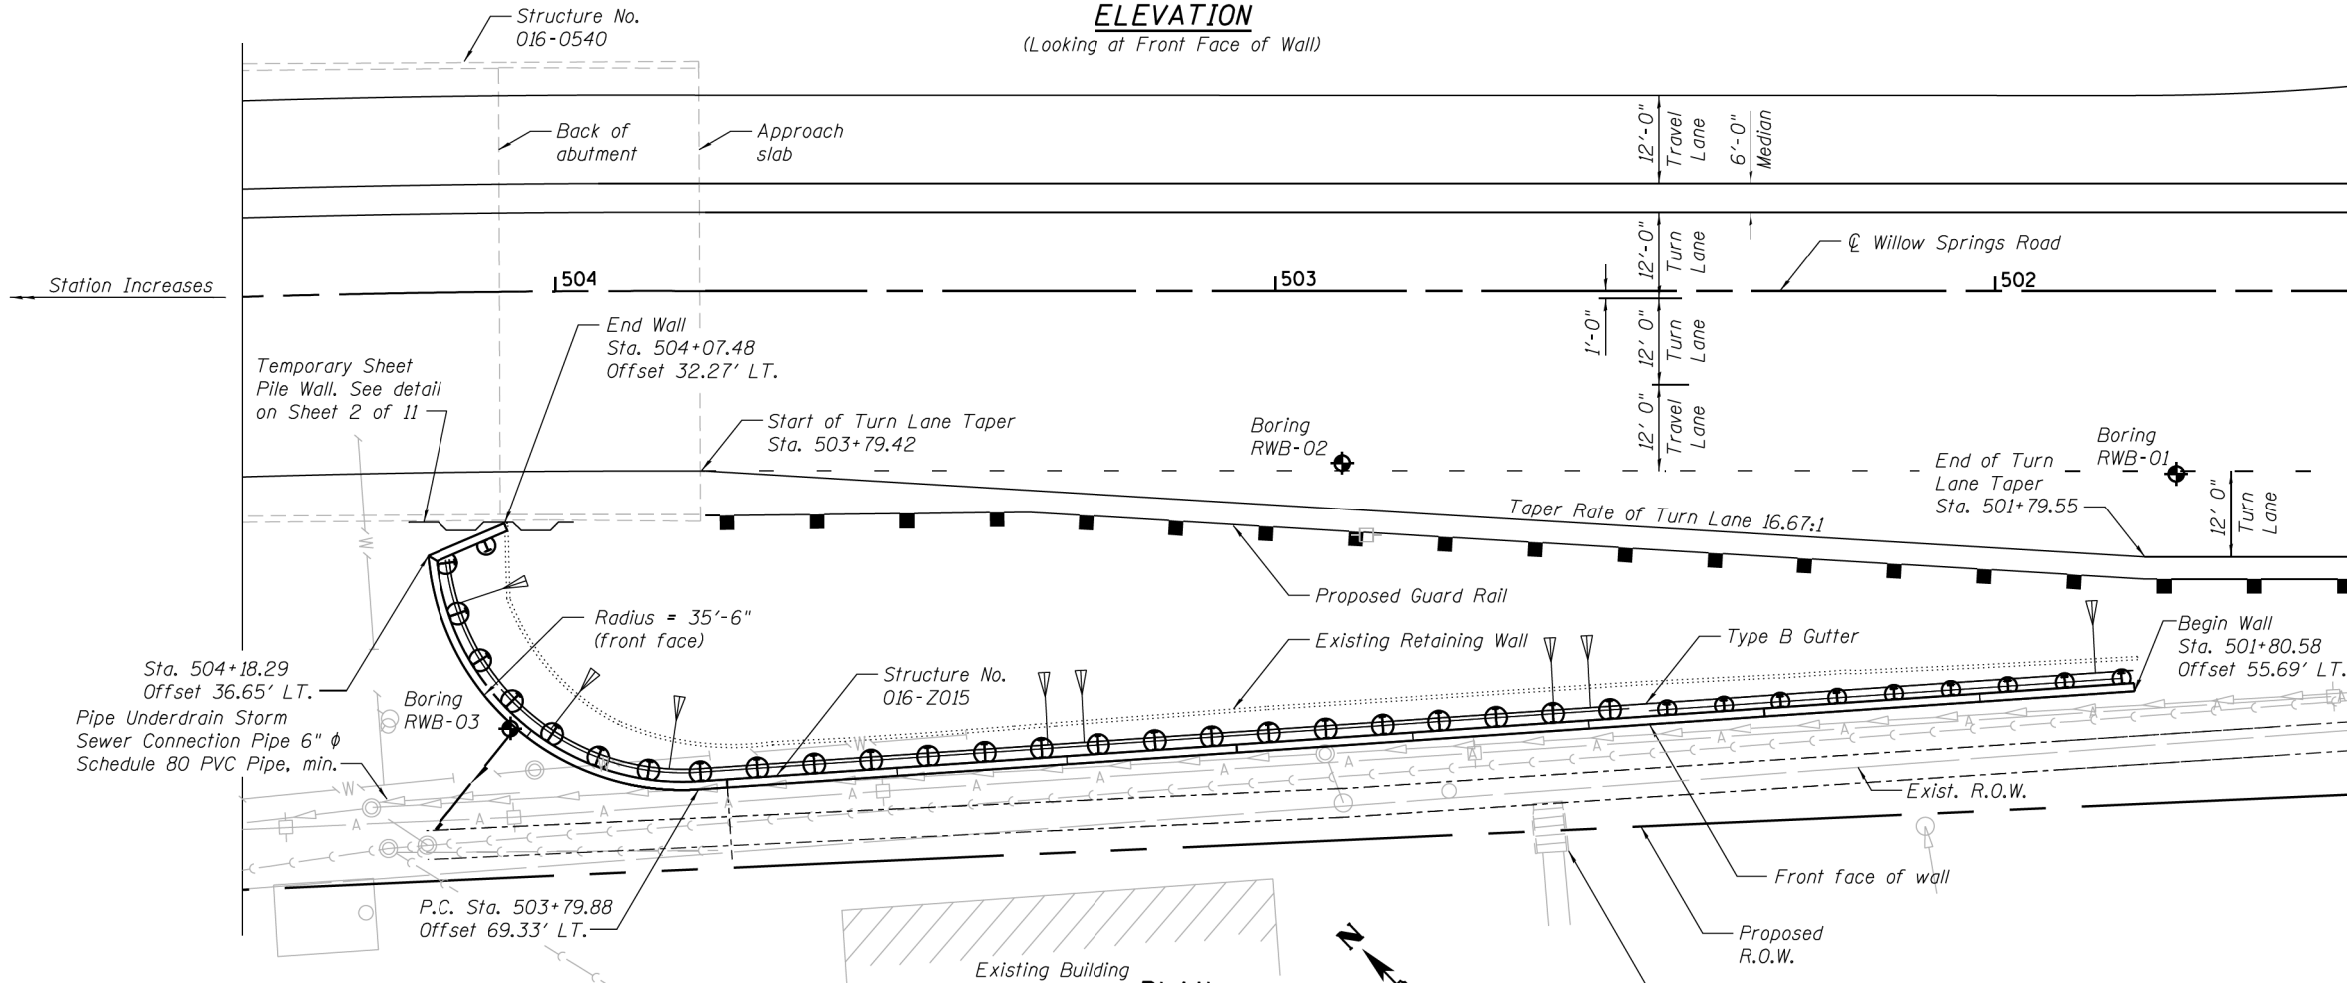 ELEVATION
(Looking at Front Face of Wall)
Structure No.
016-0540
Back of
abutment
Approach
slab
12'-0"
Travel
Lane
6'-0"
Median
12'-0"
Turn
Lane
℄ Willow Springs Road
Station Increases
504
503
502
1'-0"
12' 0"
Turn
Lane
12' 0"
Travel
Lane
End Wall
Sta. 504+07.48
Offset 32.27' LT.
Temporary Sheet
Pile Wall. See detail
on Sheet 2 of 11
Start of Turn Lane Taper
Sta. 503+79.42
Boring
RWB-02
Boring
RWB-01
End of Turn
Lane Taper
Sta. 501+79.55
12' 0"
Turn
Lane
Taper Rate of Turn Lane 16.67:1
Proposed Guard Rail
Radius = 35'-6"
(front face)
Existing Retaining Wall
Type B Gutter
Begin Wall
Sta. 501+80.58
Offset 55.69' LT.
Sta. 504+18.29
Offset 36.65' LT.
Structure No.
016-Z015
Boring
RWB-03
Pipe Underdrain Storm
Sewer Connection Pipe 6" ϕ
Schedule 80 PVC Pipe, min.
Exist. R.O.W.
Front face of wall
P.C. Sta. 503+79.88
Offset 69.33' LT.
Proposed
R.O.W.
N
Existing Building